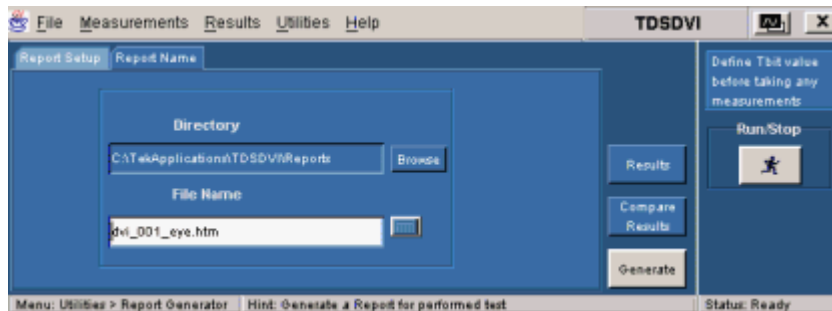 File Measurements Results Utilities Help TDSDVI
Report Setup Report Name
Define Tbit value
before taking any
measurements
Directory
C:\TekApplications\TDSDVI\Reports Browse
File Name
dvi_001_eye.htm
Results
Compare
Results
Generate
Run/Stop
Menu: Utilities > Report Generator Hint: Generate a Report for performed test Status: Ready